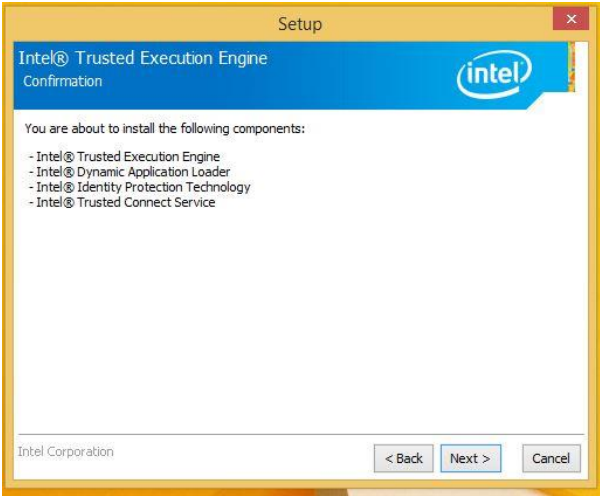 Setup
Intel® Trusted Execution Engine
Confirmation
intel
You are about to install the following components:
- Intel® Trusted Execution Engine
- Intel® Dynamic Application Loader
- Intel® Identity Protection Technology
- Intel® Trusted Connect Service
Intel Corporation
< Back
Next >
Cancel